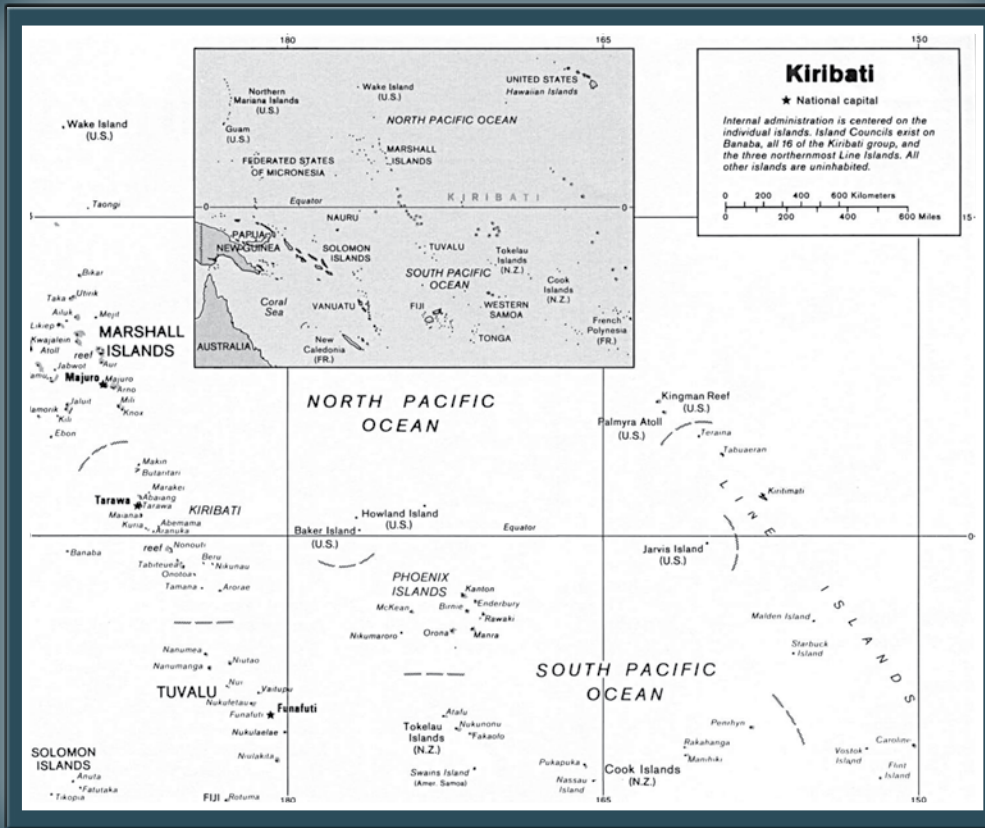 180
165
150
Kiribati
★ National capital
Internal administration is centered on the
individual islands. Island Councils exist on
Banaba, all 16 of the Kiribati group, and
the three northernmost Line Islands. All
other islands are uninhabited.
0 200 400 600 Kilometers
0 200 400 600 Miles
UNITED STATES
Hawaiian Islands
Wake Island
(U.S.)
Northern
Mariana Islands
(U.S.)
NORTH PACIFIC OCEAN
Guam
(U.S.)
MARSHALL
ISLANDS
FEDERATED STATES
OF MICRONESIA
KIRIBATI
0
Equator
0
NAURU
PAPUA
NEW GUINEA
SOLOMON
ISLANDS
TUVALU
Tokelau
Islands
(N.Z.)
SOUTH PACIFIC
OCEAN
Cook
Islands
(N.Z.)
Coral
Sea
VANUATU
FIJI
WESTERN
SAMOA
French
Polynesia
(FR.)
TONGA
New
Caledonia
(FR.)
AUSTRALIA
Wake Island
(U.S.)
Taongi
15
Bikar
Taka
Utirik
Ailuk
Mejit
Likiep
Kwajalein
Atoll
MARSHALL
ISLANDS
reef
Jabwot
Aur
Majuro
Majuro
Arno
Jaluit
Mili
Knox
Kili
Ebon
NORTH PACIFIC
OCEAN
Kingman Reef
(U.S.)
Palmyra Atoll
(U.S.)
Teraina
Tabuaeran
Makin
Butaritari
Marakei
Abaiang
Tarawa
Tarawa
Maiana
KIRIBATI
Kuria
Abemama
Aranuka
Kiritimati
LINE
Howland Island
(U.S.)
Baker Island
(U.S.)
Equator
0
Banaba
reef
Nonouti
Tabiteuea
Beru
Nikunau
Onotoa
Tamana
Arorae
Jarvis Island
(U.S.)
PHOENIX
ISLANDS
Kanton
McKean
Birnie
Enderbury
Rawaki
Nikumaroro
Orona
Manra
ISLANDS
Malden Island
Starbuck
Island
SOUTH PACIFIC
OCEAN
Nanumea
Niutao
Nanumanga
Nui
TUVALU
Vaitupu
Nukufetau
Funafuti
Funafuti
Nukulaelae
Niulakita
Atafu
Tokelau
Islands
(N.Z.)
Nukunonu
Fakaofo
Swains Island
(Amer. Samoa)
Penrhyn
Rakahanga
Manihiki
Pukapuka
Nassau
Island
Cook Islands
(N.Z.)
Vostok
Island
Caroline
Flint
Island
SOLOMON
ISLANDS
Anuta
Fatutaka
Tikopia
FIJI
Rotuma
180
165
150